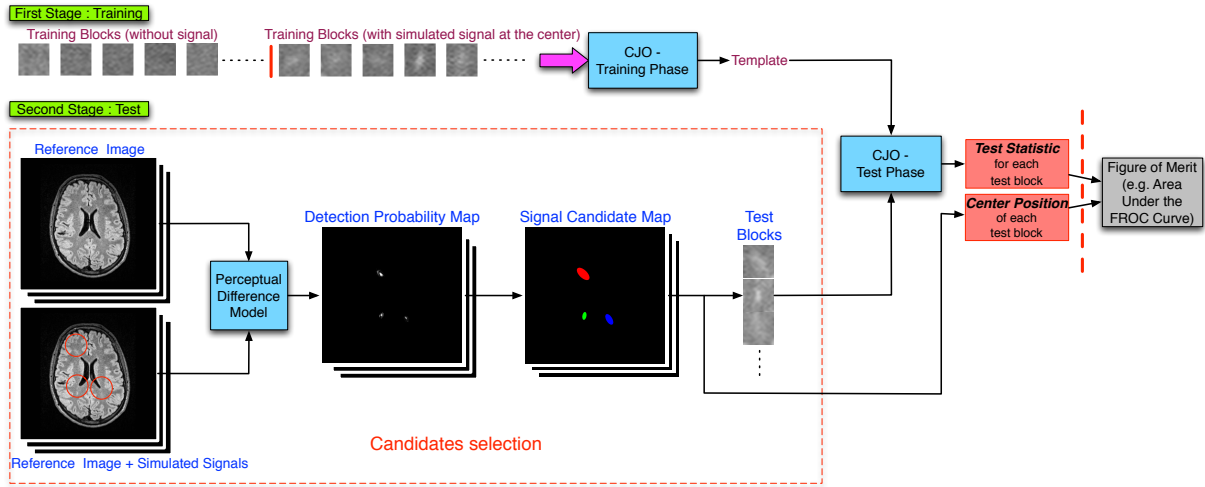 First Stage : Training
Training Blocks (without signal)
Training Blocks (with simulated signal at the center)
CJO -
Training Phase
Template
Second Stage : Test
Reference Image
Detection Probability Map
Signal Candidate Map
Test
Blocks
Perceptual
Difference
Model
Reference Image + Simulated Signals
Candidates selection
CJO -
Test Phase
Test Statistic
for each
test block
Center Position
of each
test block
Figure of Merit
(e.g. Area
Under the
FROC Curve)